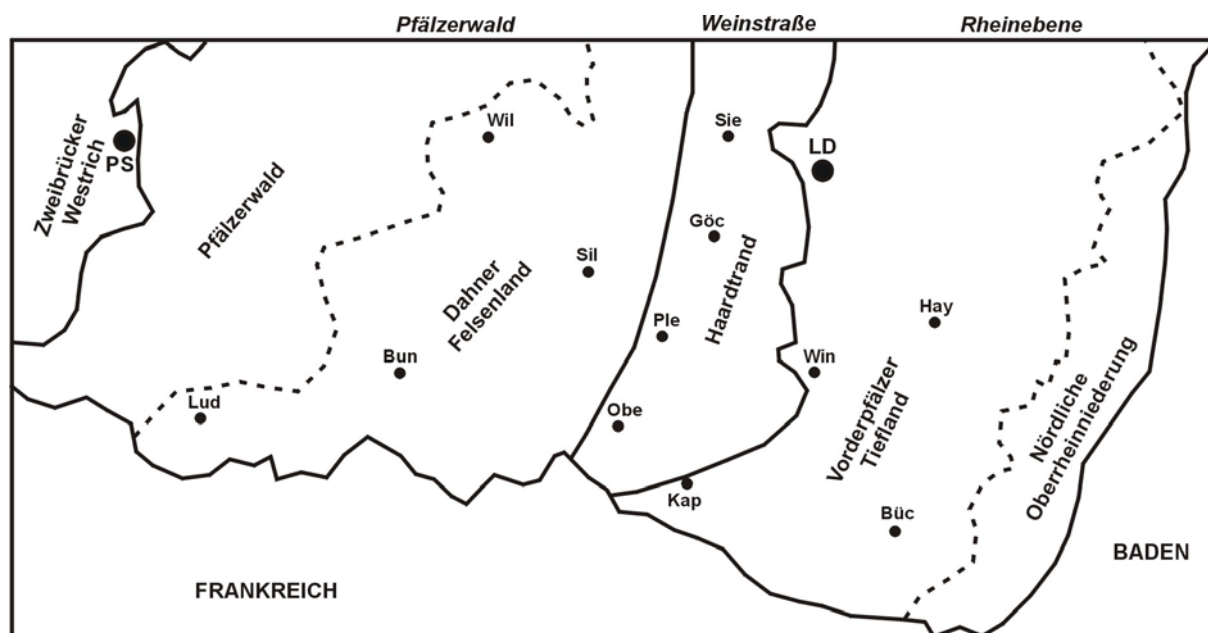 Pfälzerwald
Weinstraße
Rheinebene
Zweibrücker
Westrich
PS
Pfälzerwald
Wil
Sie
LD
Göc
Haardtrand
Dahner
Felsenland
Sil
Ple
Hay
Bun
Win
Lud
Obe
Kap
Vorderpfälzer
Tiefland
Nördliche
Oberrheinniederung
Büc
FRANKREICH
BADEN